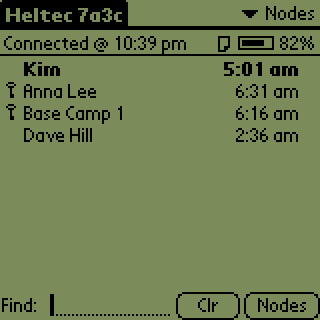 Heltec 7a3c Nodes
Connected @ 10:39 pm 82%
Kim 5:01 am
Anna Lee 6:31 am
Base Camp 1 6:16 am
Dave Hill 2:36 am
Find: Clr Nodes